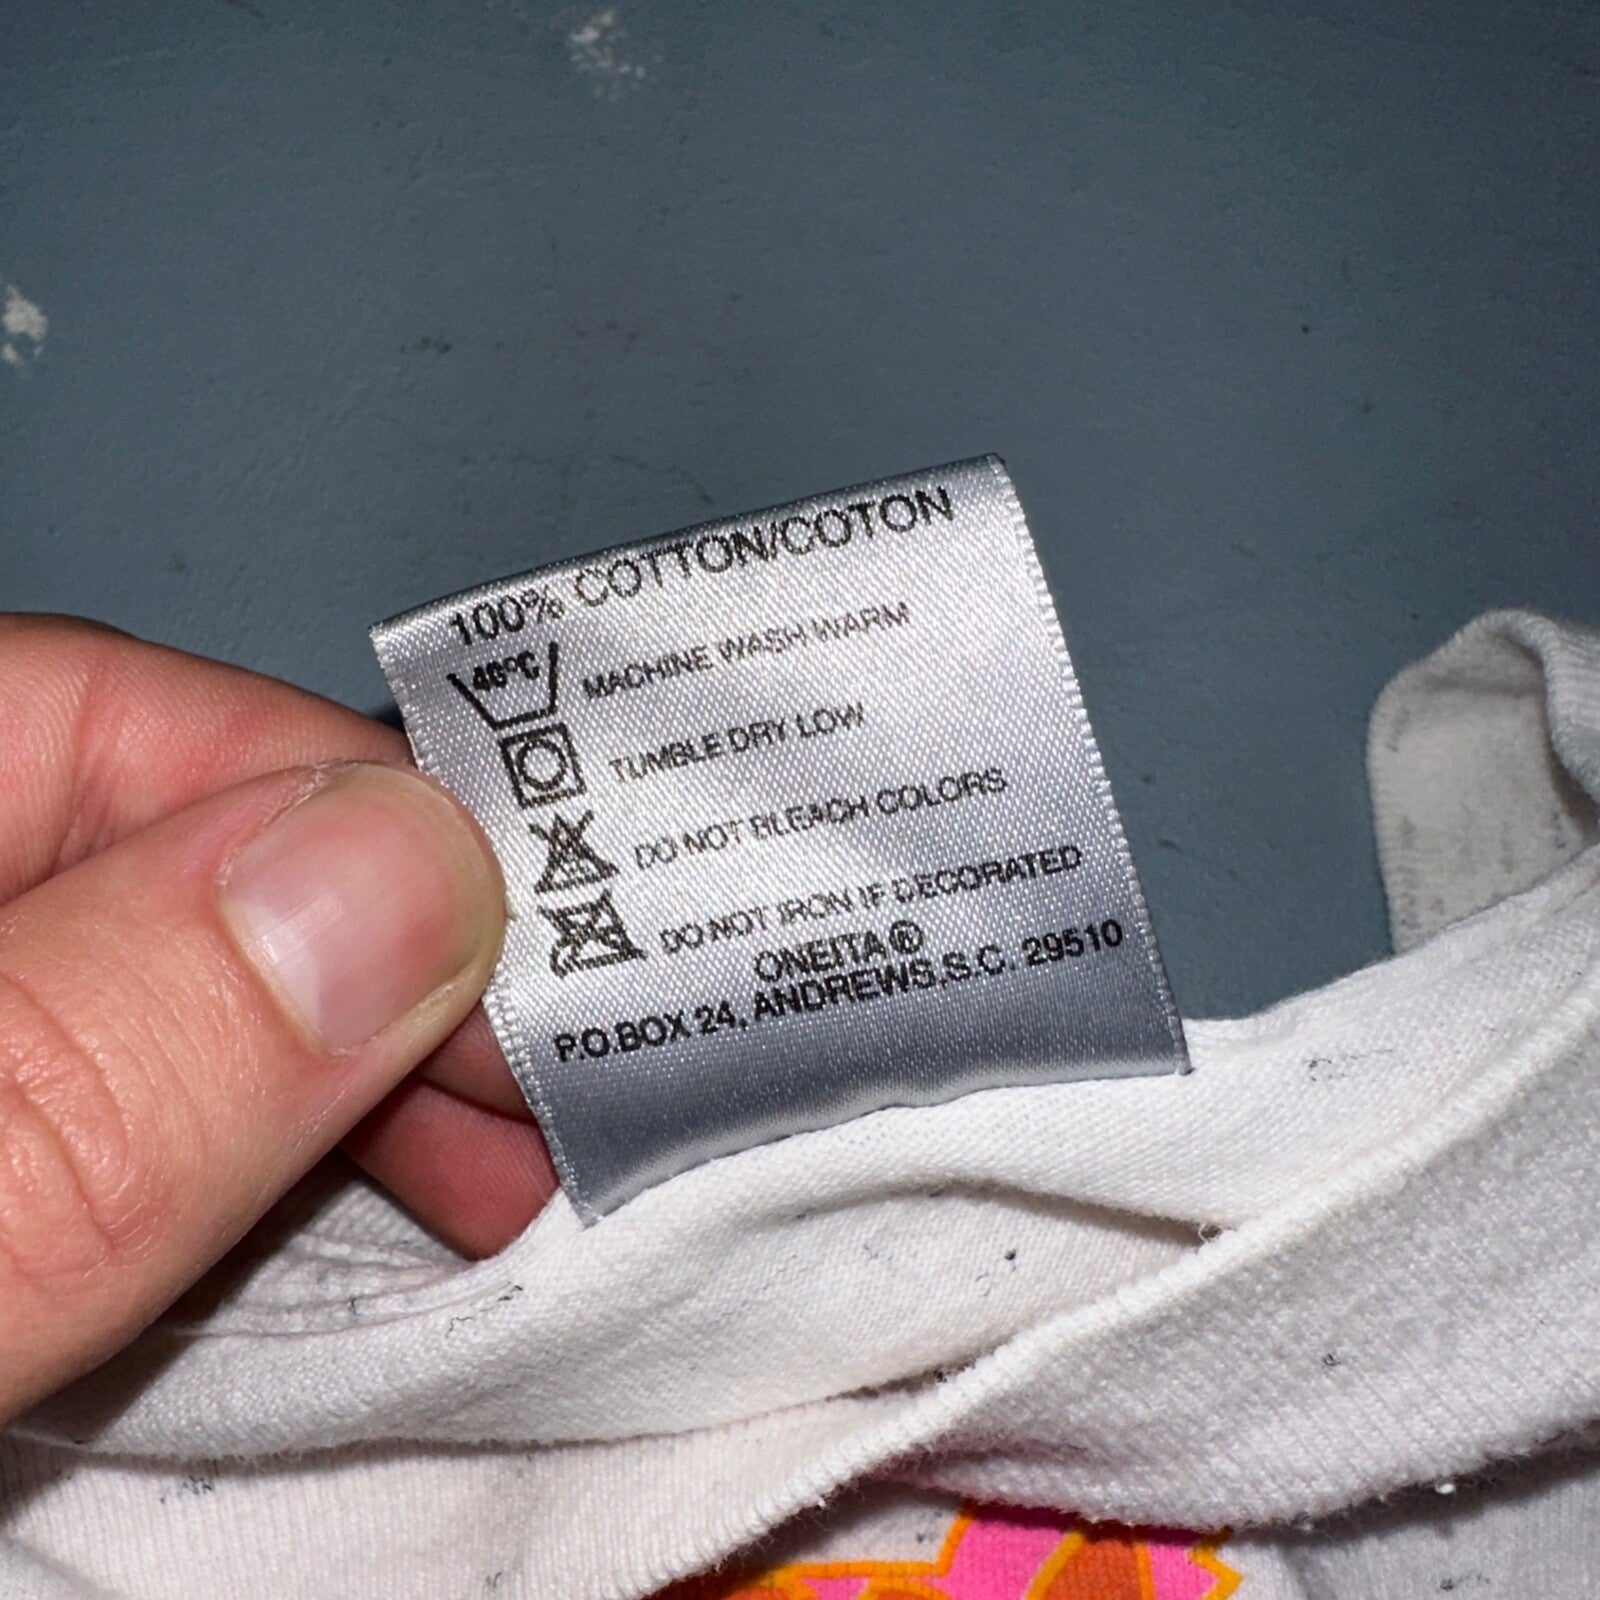 100% COTTON/COTON
40°C MACHINE WASH WARM
TUMBLE DRY LOW
DO NOT BLEACH COLORS
DO NOT IRON IF DECORATED
ONEITA®
P.O.BOX 24, ANDREWS,S.C. 29510